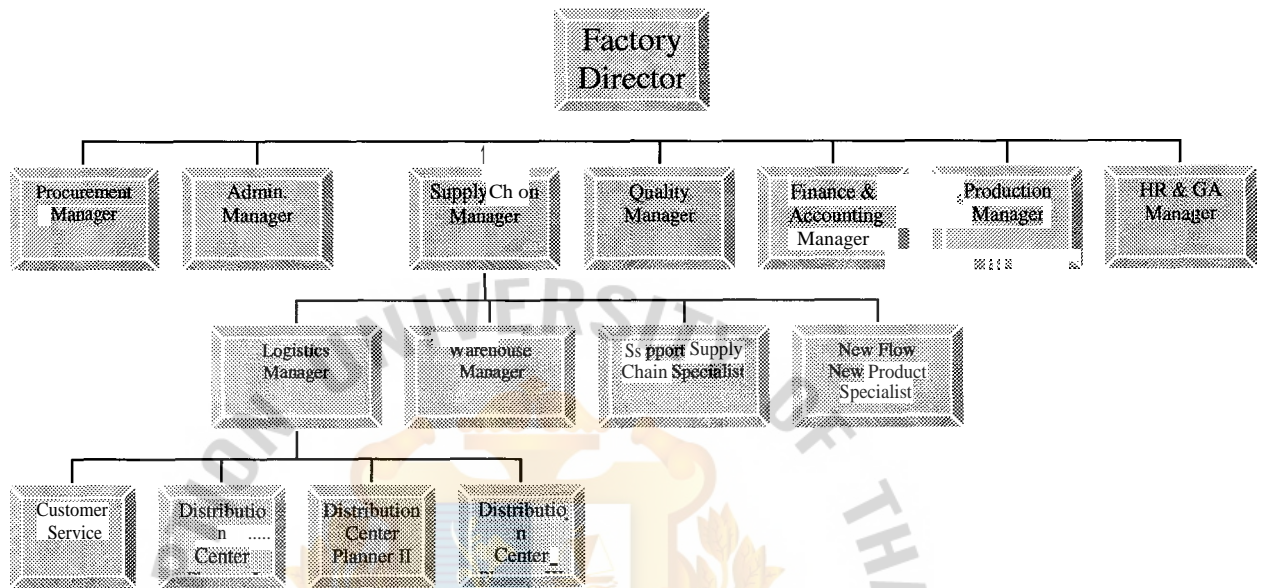 Factory
Director
Procurement
Manager
Admin.
Manager
Supply Ch on
Manager
Quality
Manager
Finance &
Accounting
Manager
Production
Manager
HR & GA
Manager
Logistics
Manager
warenouse
Manager
Ss pport Supply
Chain Specialist
New Flow
New Product
Specialist
Customer
Service
Distributio
n .....
Center
Distribution
Center
Planner II
Distributio
n
Center
UNIVERSITY OF